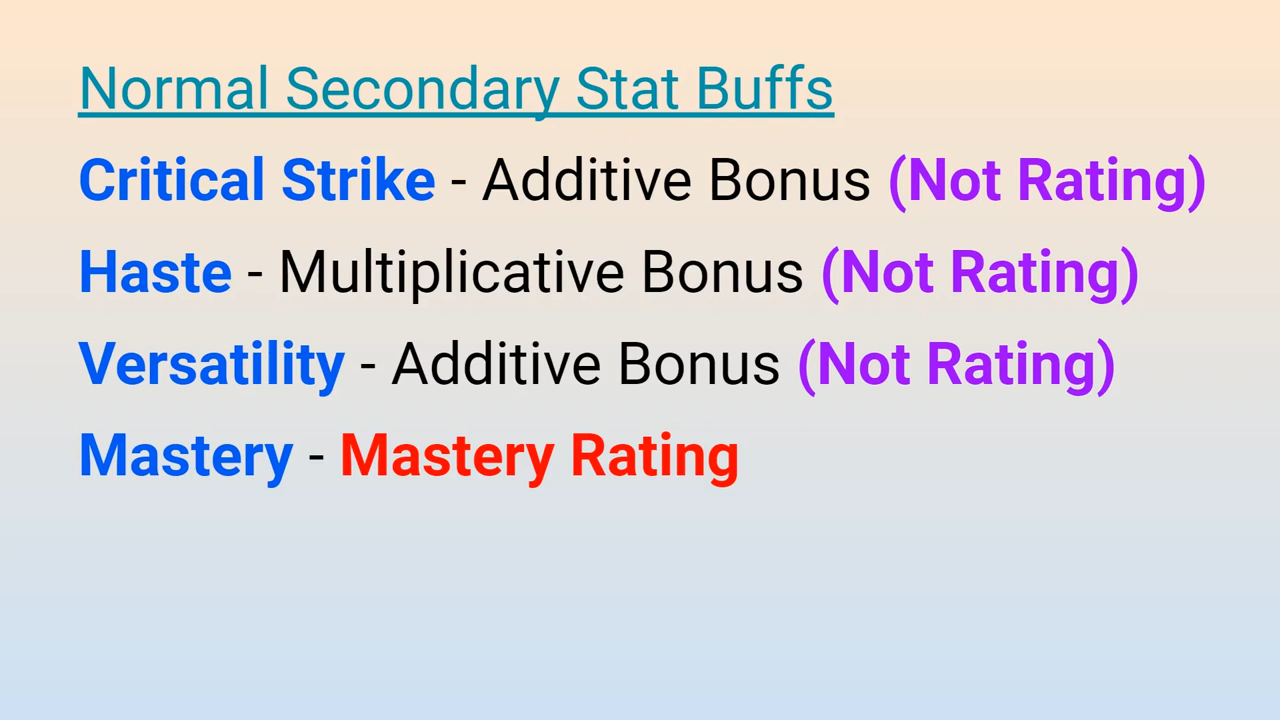 Normal Secondary Stat Buffs
Critical Strike - Additive Bonus (Not Rating)
Haste - Multiplicative Bonus (Not Rating)
Versatility - Additive Bonus (Not Rating)
Mastery - Mastery Rating